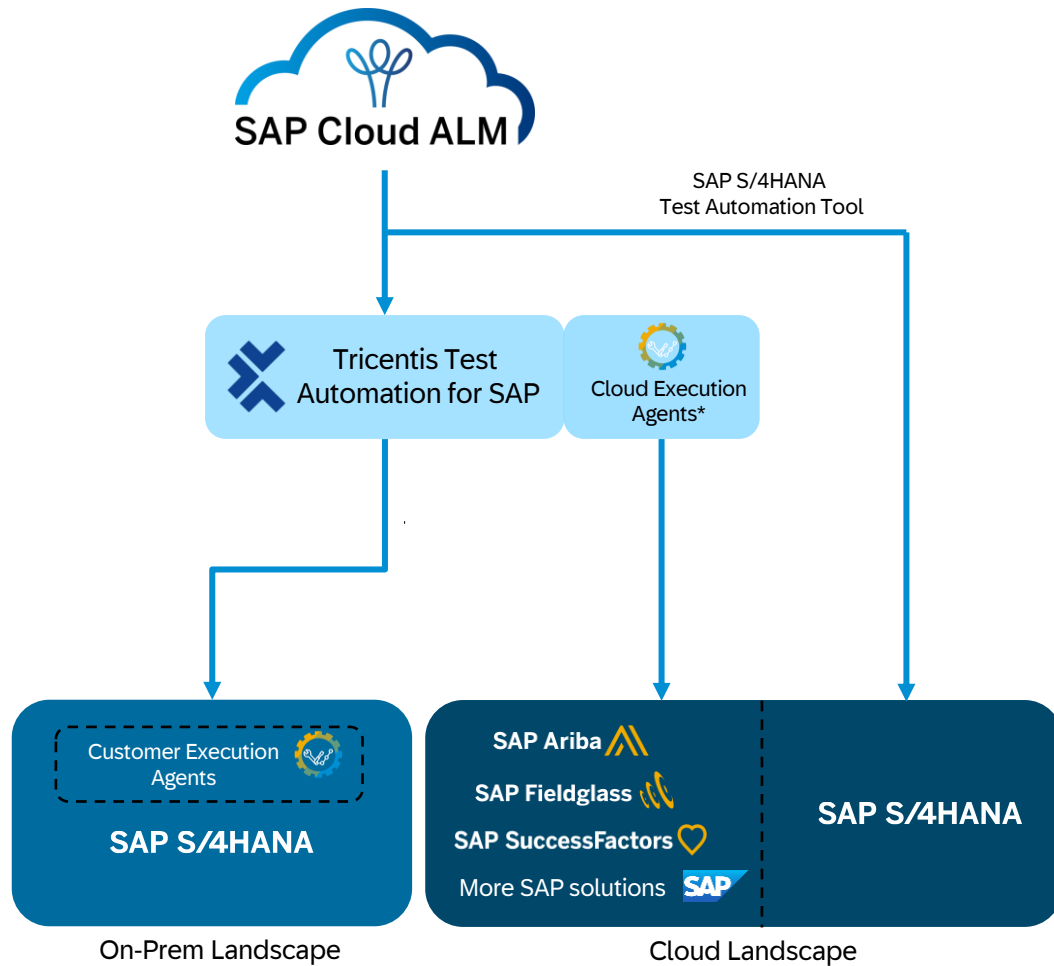 SAP Cloud ALM
SAP S/4HANA
Test Automation Tool
Tricentis Test
Automation for SAP
Cloud Execution
Agents*
Customer Execution
Agents
SAP S/4HANA
SAP Ariba
SAP Fieldglass
SAP SuccessFactors
More SAP solutions SAP
SAP S/4HANA
On-Prem Landscape
Cloud Landscape